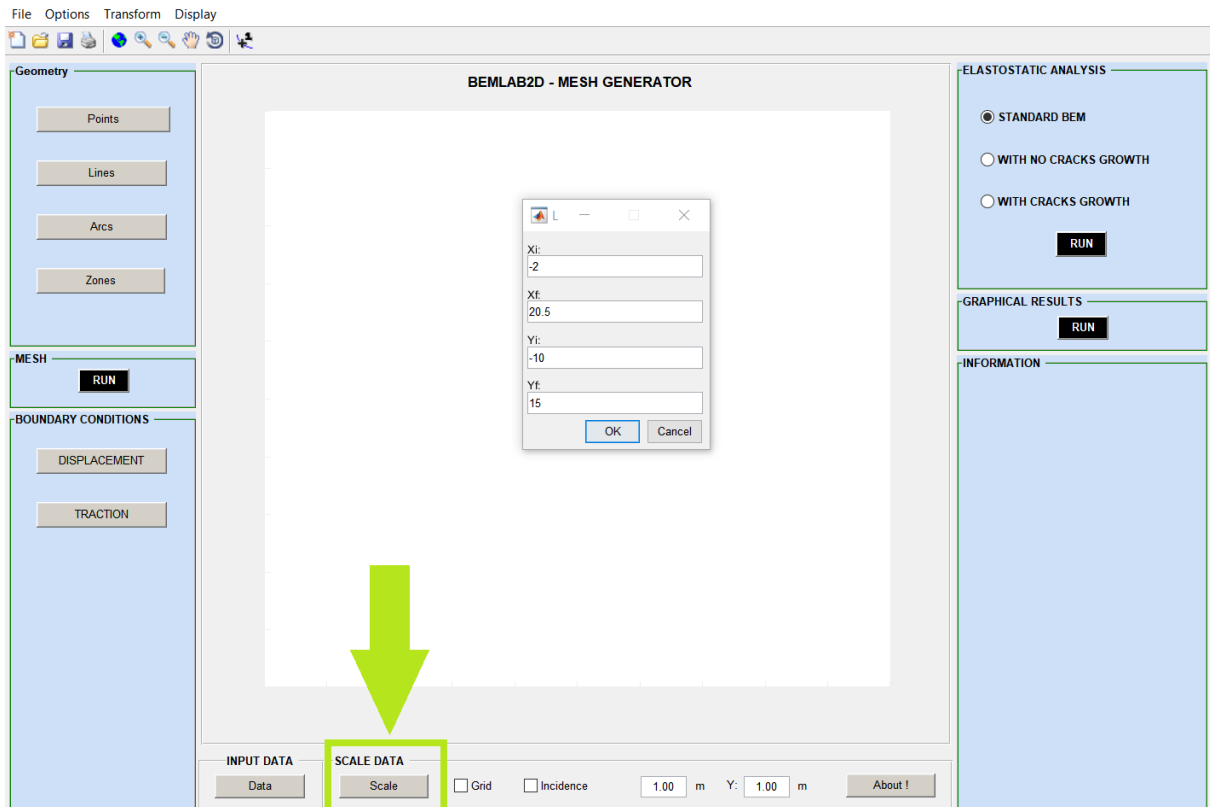 File Options Transform Display
Geometry
Points
Lines
Arcs
Zones
MESH
RUN
BOUNDARY CONDITIONS
DISPLACEMENT
TRACTION
BEMLAB2D - MESH GENERATOR
L
Xi:
-2
Xf:
20.5
Yi:
-10
Yf:
15
OK Cancel
INPUT DATA
Data
SCALE DATA
Scale
Grid
Incidence
1.00 m Y: 1.00 m
About !
ELASTOSTATIC ANALYSIS
STANDARD BEM
WITH NO CRACKS GROWTH
WITH CRACKS GROWTH
RUN
GRAPHICAL RESULTS
RUN
INFORMATION